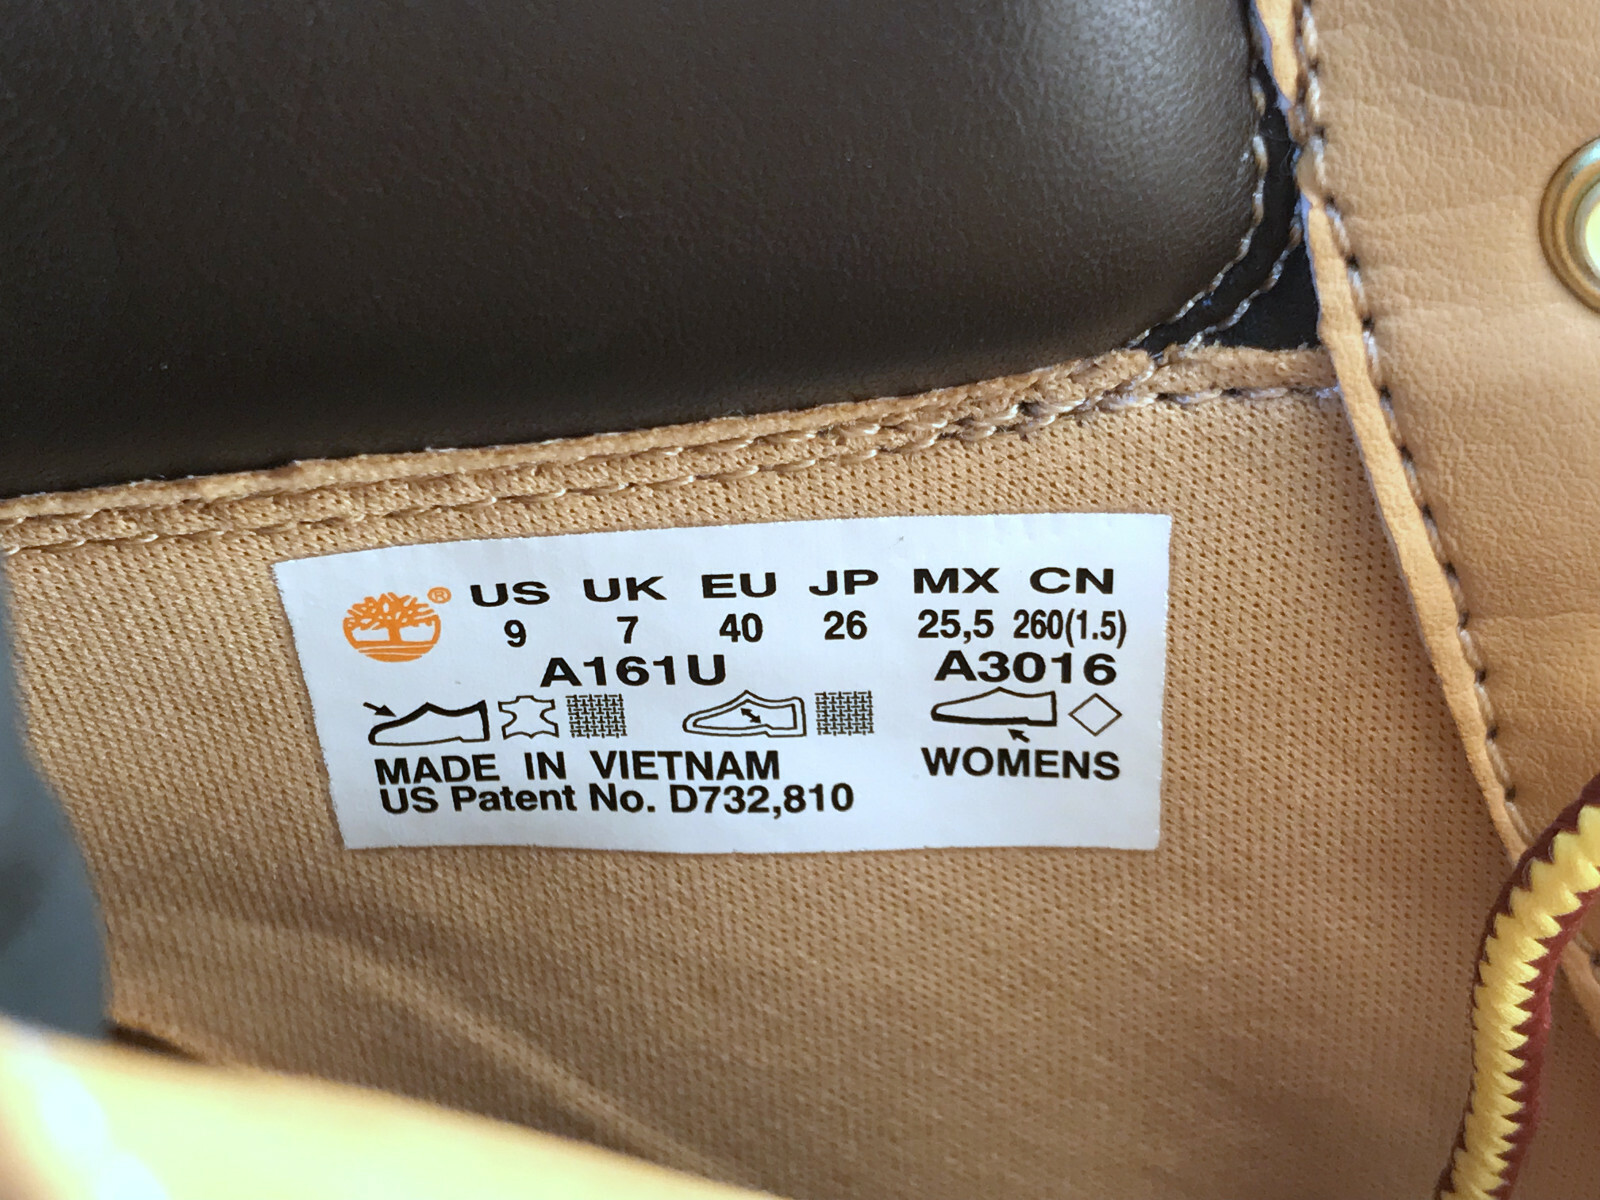 ® US UK EU JP MX CN
9 7 40 26 25,5 260(1.5)
A161U A3016
MADE IN VIETNAM WOMENS
US Patent No. D732,810